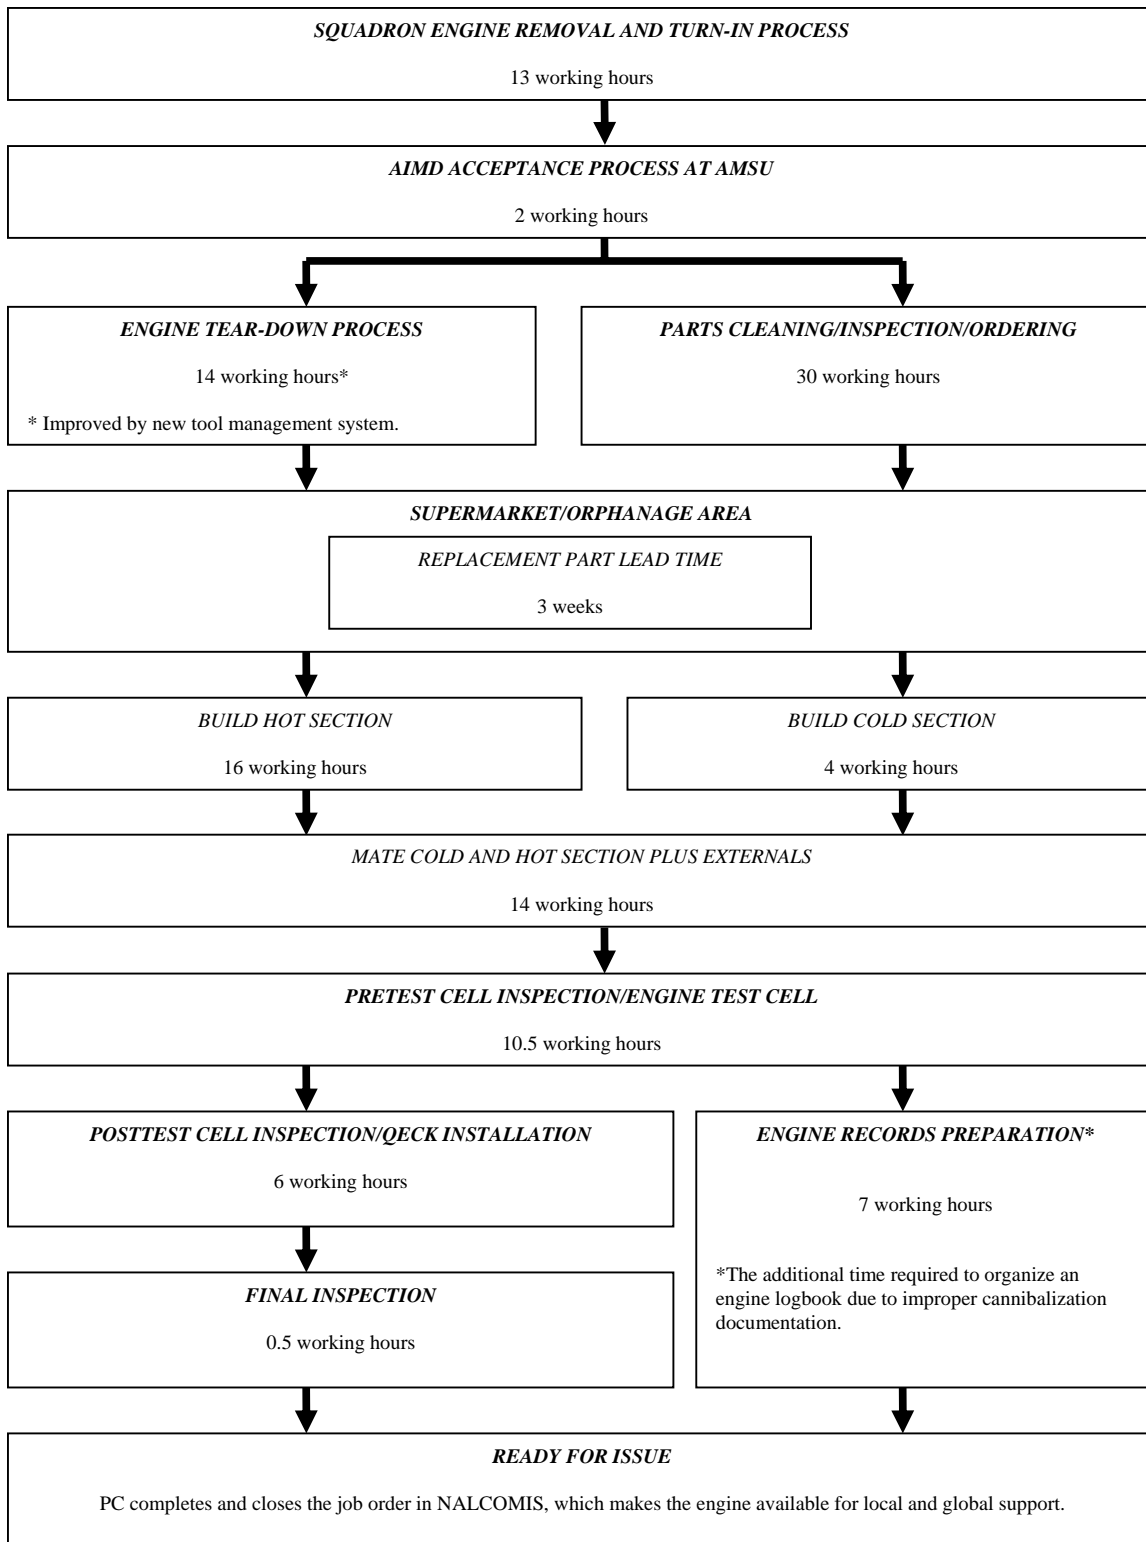 SQUADRON ENGINE REMOVAL AND TURN-IN PROCESS
13 working hours
AIMD ACCEPTANCE PROCESS AT AMSU
2 working hours
ENGINE TEAR-DOWN PROCESS
14 working hours*
* Improved by new tool management system.
PARTS CLEANING/INSPECTION/ORDERING
30 working hours
SUPERMARKET/ORPHANAGE AREA
REPLACEMENT PART LEAD TIME
3 weeks
BUILD HOT SECTION
16 working hours
BUILD COLD SECTION
4 working hours
MATE COLD AND HOT SECTION PLUS EXTERNALS
14 working hours
PRETEST CELL INSPECTION/ENGINE TEST CELL
10.5 working hours
POSTTEST CELL INSPECTION/QECK INSTALLATION
6 working hours
FINAL INSPECTION
0.5 working hours
ENGINE RECORDS PREPARATION*
7 working hours
*The additional time required to organize an
engine logbook due to improper cannibalization
documentation.
READY FOR ISSUE
PC completes and closes the job order in NALCOMIS, which makes the engine available for local and global support.